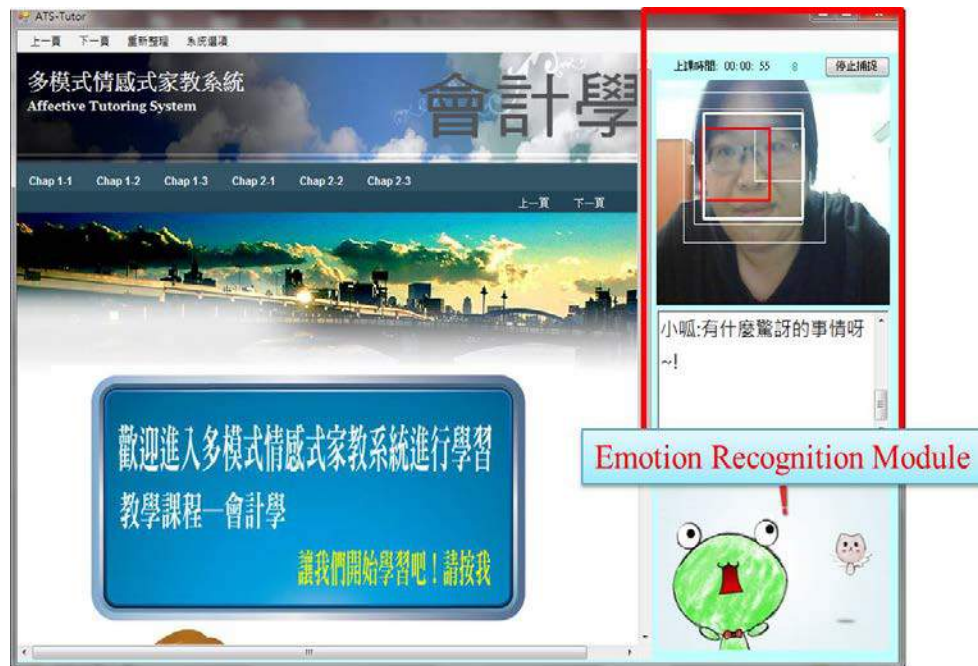 ATS-Tutor
上一頁 下一頁 重新整理 系統選項
多模式情感式家教系統
Affective Tutoring System
會計學
Chap 1-1 Chap 1-2 Chap 1-3 Chap 2-1 Chap 2-2 Chap 2-3
上一頁 下一頁
歡迎進入多模式情感式家教系統進行學習
教學課程—會計學
讓我們開始學習吧！請按我
上課時間: 00:00: 55 8 停止捕捉
小呱:有什麼驚訝的事情呀
~!
Emotion Recognition Module
!